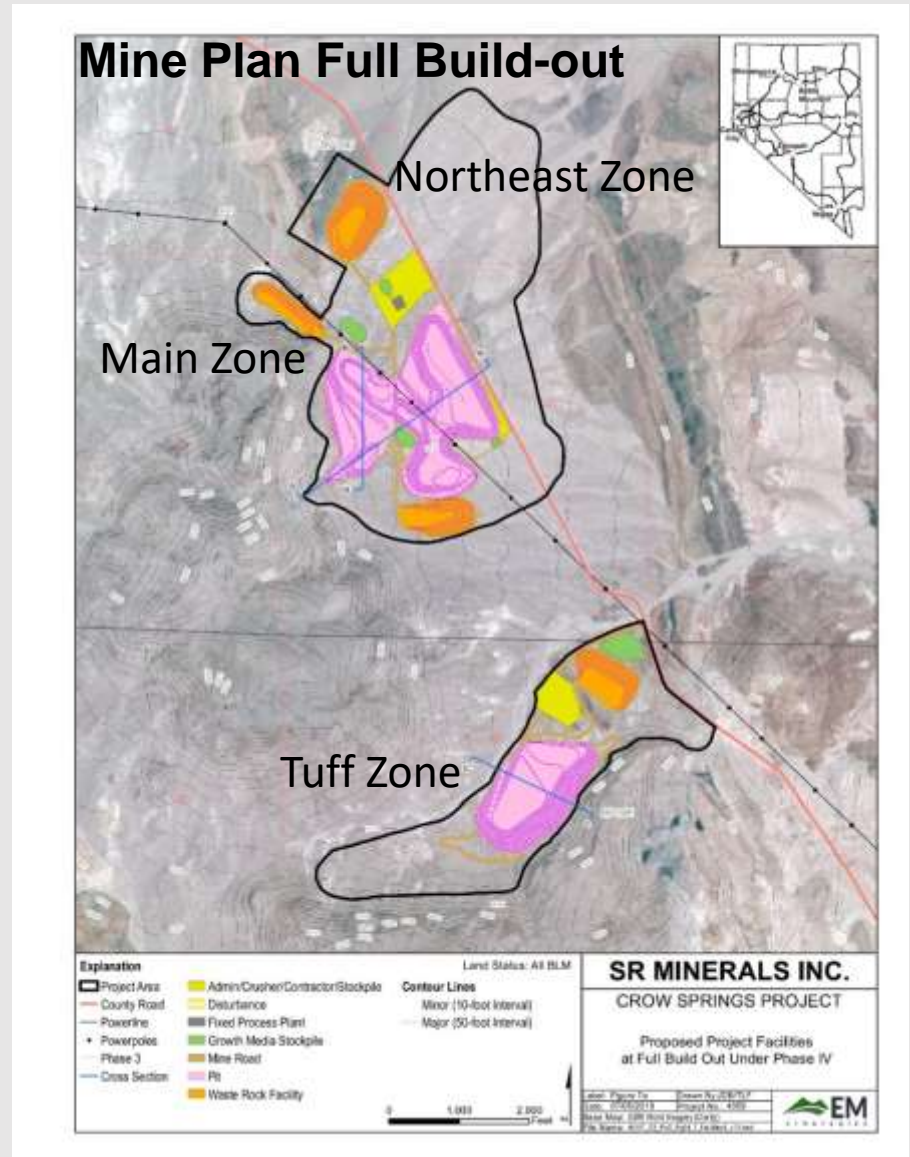 Mine Plan Full Build-out
Northeast Zone
Main Zone
Tuff Zone
Explanation
Project Area
County Road
Powerline
Powerpoles
Phase 3
Cross Section
Admin/Crusher/Contractor/Stockpile
Disturbance
Fixed Process Plant
Growth Media Stockpile
Mine Road
Pit
Waste Rock Facility
Land Status: All BLM
Contour Lines
Minor (10-foot Interval)
Major (50-foot Interval)
0 1,000 2,000
Feet
SR MINERALS INC.
CROW SPRINGS PROJECT
Proposed Project Facilities
at Full Build Out Under Phase IV
EM